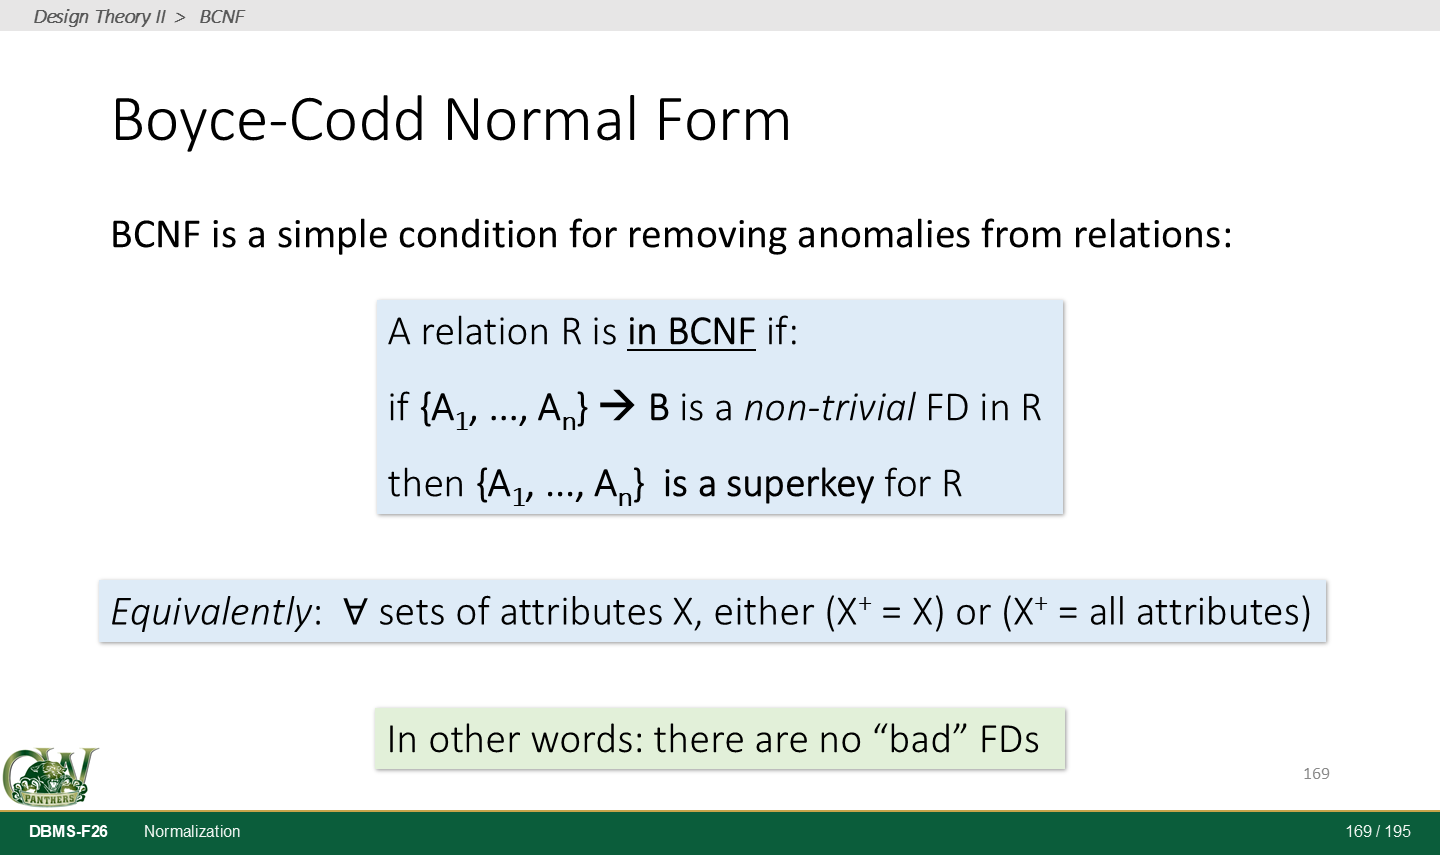 Design Theory II > BCNF
Boyce-Codd Normal Form
BCNF is a simple condition for removing anomalies from relations:
A relation R is in BCNF if:
if {A1, ..., An} → B is a non-trivial FD in R
then {A1, ..., An} is a superkey for R
Equivalently: ∀ sets of attributes X, either (X+ = X) or (X+ = all attributes)
In other words: there are no “bad” FDs
OW
PANTHERS
169
DBMS-F26 Normalization 169 / 195